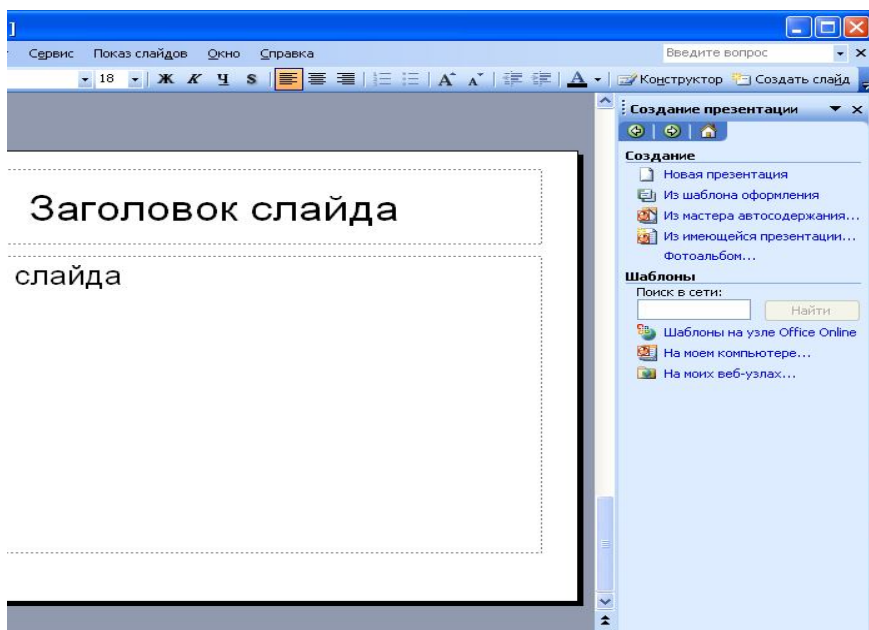 ]
Сервис Показ слайдов Окно Справка Введите вопрос
18 Ж К Ч S A A A Конструктор Создать слайд
Создание презентации
Создание
Новая презентация
Из шаблона оформления
Из мастера автосодержания...
Из имеющейся презентации...
Фотоальбом...
Шаблоны
Поиск в сети:
Найти
Шаблоны на узле Office Online
На моем компьютере...
На моих веб-узлах...
Заголовок слайда
слайда